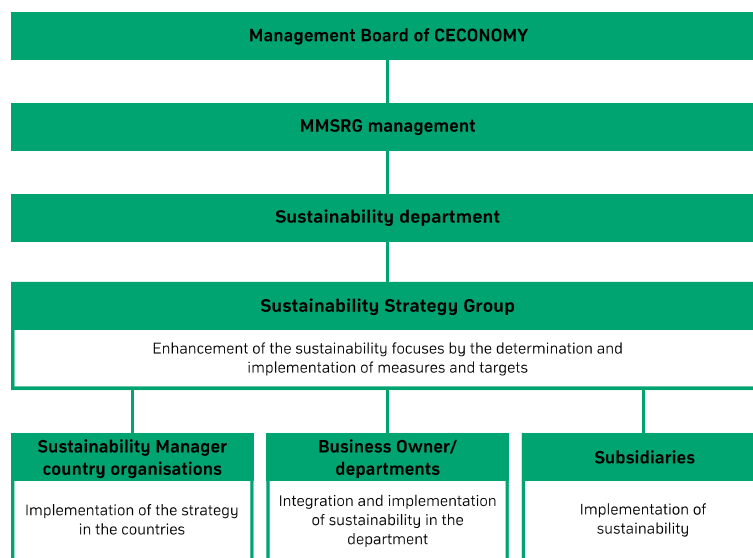 Management Board of CECONOMY
MMSRG management
Sustainability department
Sustainability Strategy Group
Enhancement of the sustainability focuses by the determination and
implementation of measures and targets
Sustainability Manager
country organisations
Implementation of the strategy
in the countries
Business Owner/
departments
Integration and implementation
of sustainability in the
department
Subsidiaries
Implementation of
sustainability